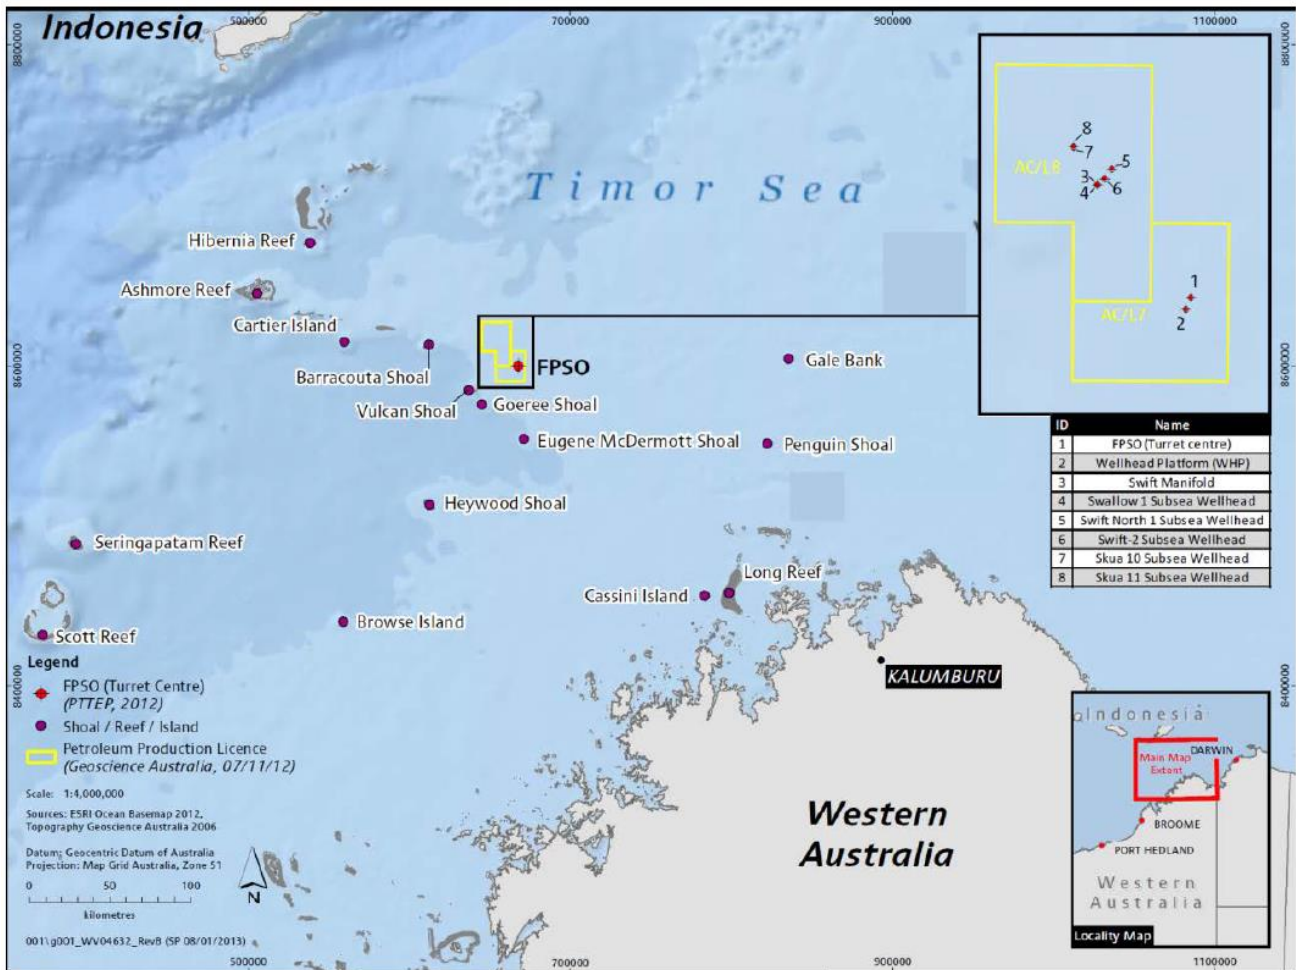 500000
700000
900000
1100000
Indonesia
8800000
8800000
Timor Sea
Hibernia Reef
Ashmore Reef
Cartier Island
Barracouta Shoal
Vulcan Shoal
FPSO
Goeree Shoal
Eugene McDermott Shoal
Gale Bank
Penguin Shoal
8600000
8600000
Heywood Shoal
Seringapatam Reef
Scott Reef
Browse Island
Cassini Island
Long Reef
KALUMBURU
Western
Australia
8400000
8400000
8
7
5
3
4
6
AC/L8
1
2
AC/L7
ID Name
1 FPSO (Turret centre)
2 Wellhead Platform (WHP)
3 Swift Manifold
4 Swallow 1 Subsea Wellhead
5 Swift North 1 Subsea Wellhead
6 Swift-2 Subsea Wellhead
7 Skua 10 Subsea Wellhead
8 Skua 11 Subsea Wellhead
Legend
FPSO (Turret Centre)
(PTTEP, 2012)
Shoal / Reef / Island
Petroleum Production Licence
(Geoscience Australia, 07/11/12)
Scale: 1:4,000,000
Sources: ESRI Ocean Basemap 2012,
Topography Geoscience Australia 2006
Datum: Geocentric Datum of Australia
Projection: Map Grid Australia, Zone 51
0 50 100
kilometres
N
001\g001_WV04632_RevB (SP 08/01/2013)
Indonesia
DARWIN
Main Map
Extent
BROOME
PORT HEDLAND
Western
Australia
Locality Map
500000
700000
900000
1100000